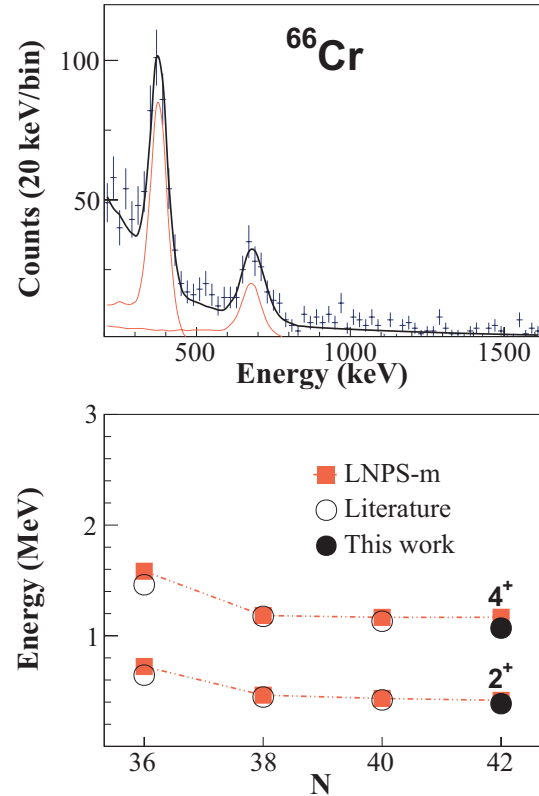 ⁶⁶Cr
Counts (20 keV/bin)
100
50
500
1000
1500
Energy (keV)
Energy (MeV)
3
2
1
LNPS-m
Literature
This work
4⁺
2⁺
36
38
40
42
N